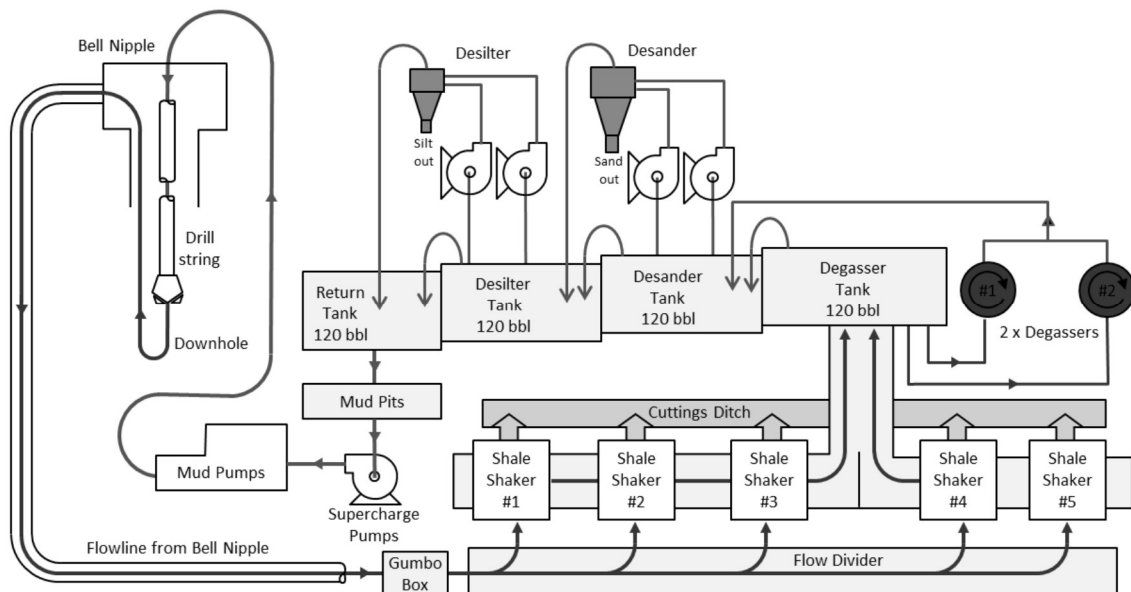 Bell Nipple
Desilter
Desander
Silt
out
Sand
out
Drill
string
Downhole
Return
Tank
120 bbl
Desilter
Tank
120 bbl
Desander
Tank
120 bbl
Degasser
Tank
120 bbl
#1
#2
2 x Degassers
Mud Pits
Cuttings Ditch
Mud Pumps
Supercharge
Pumps
Shale
Shaker
#1
Shale
Shaker
#2
Shale
Shaker
#3
Shale
Shaker
#4
Shale
Shaker
#5
Flowline from Bell Nipple
Gumbo
Box
Flow Divider